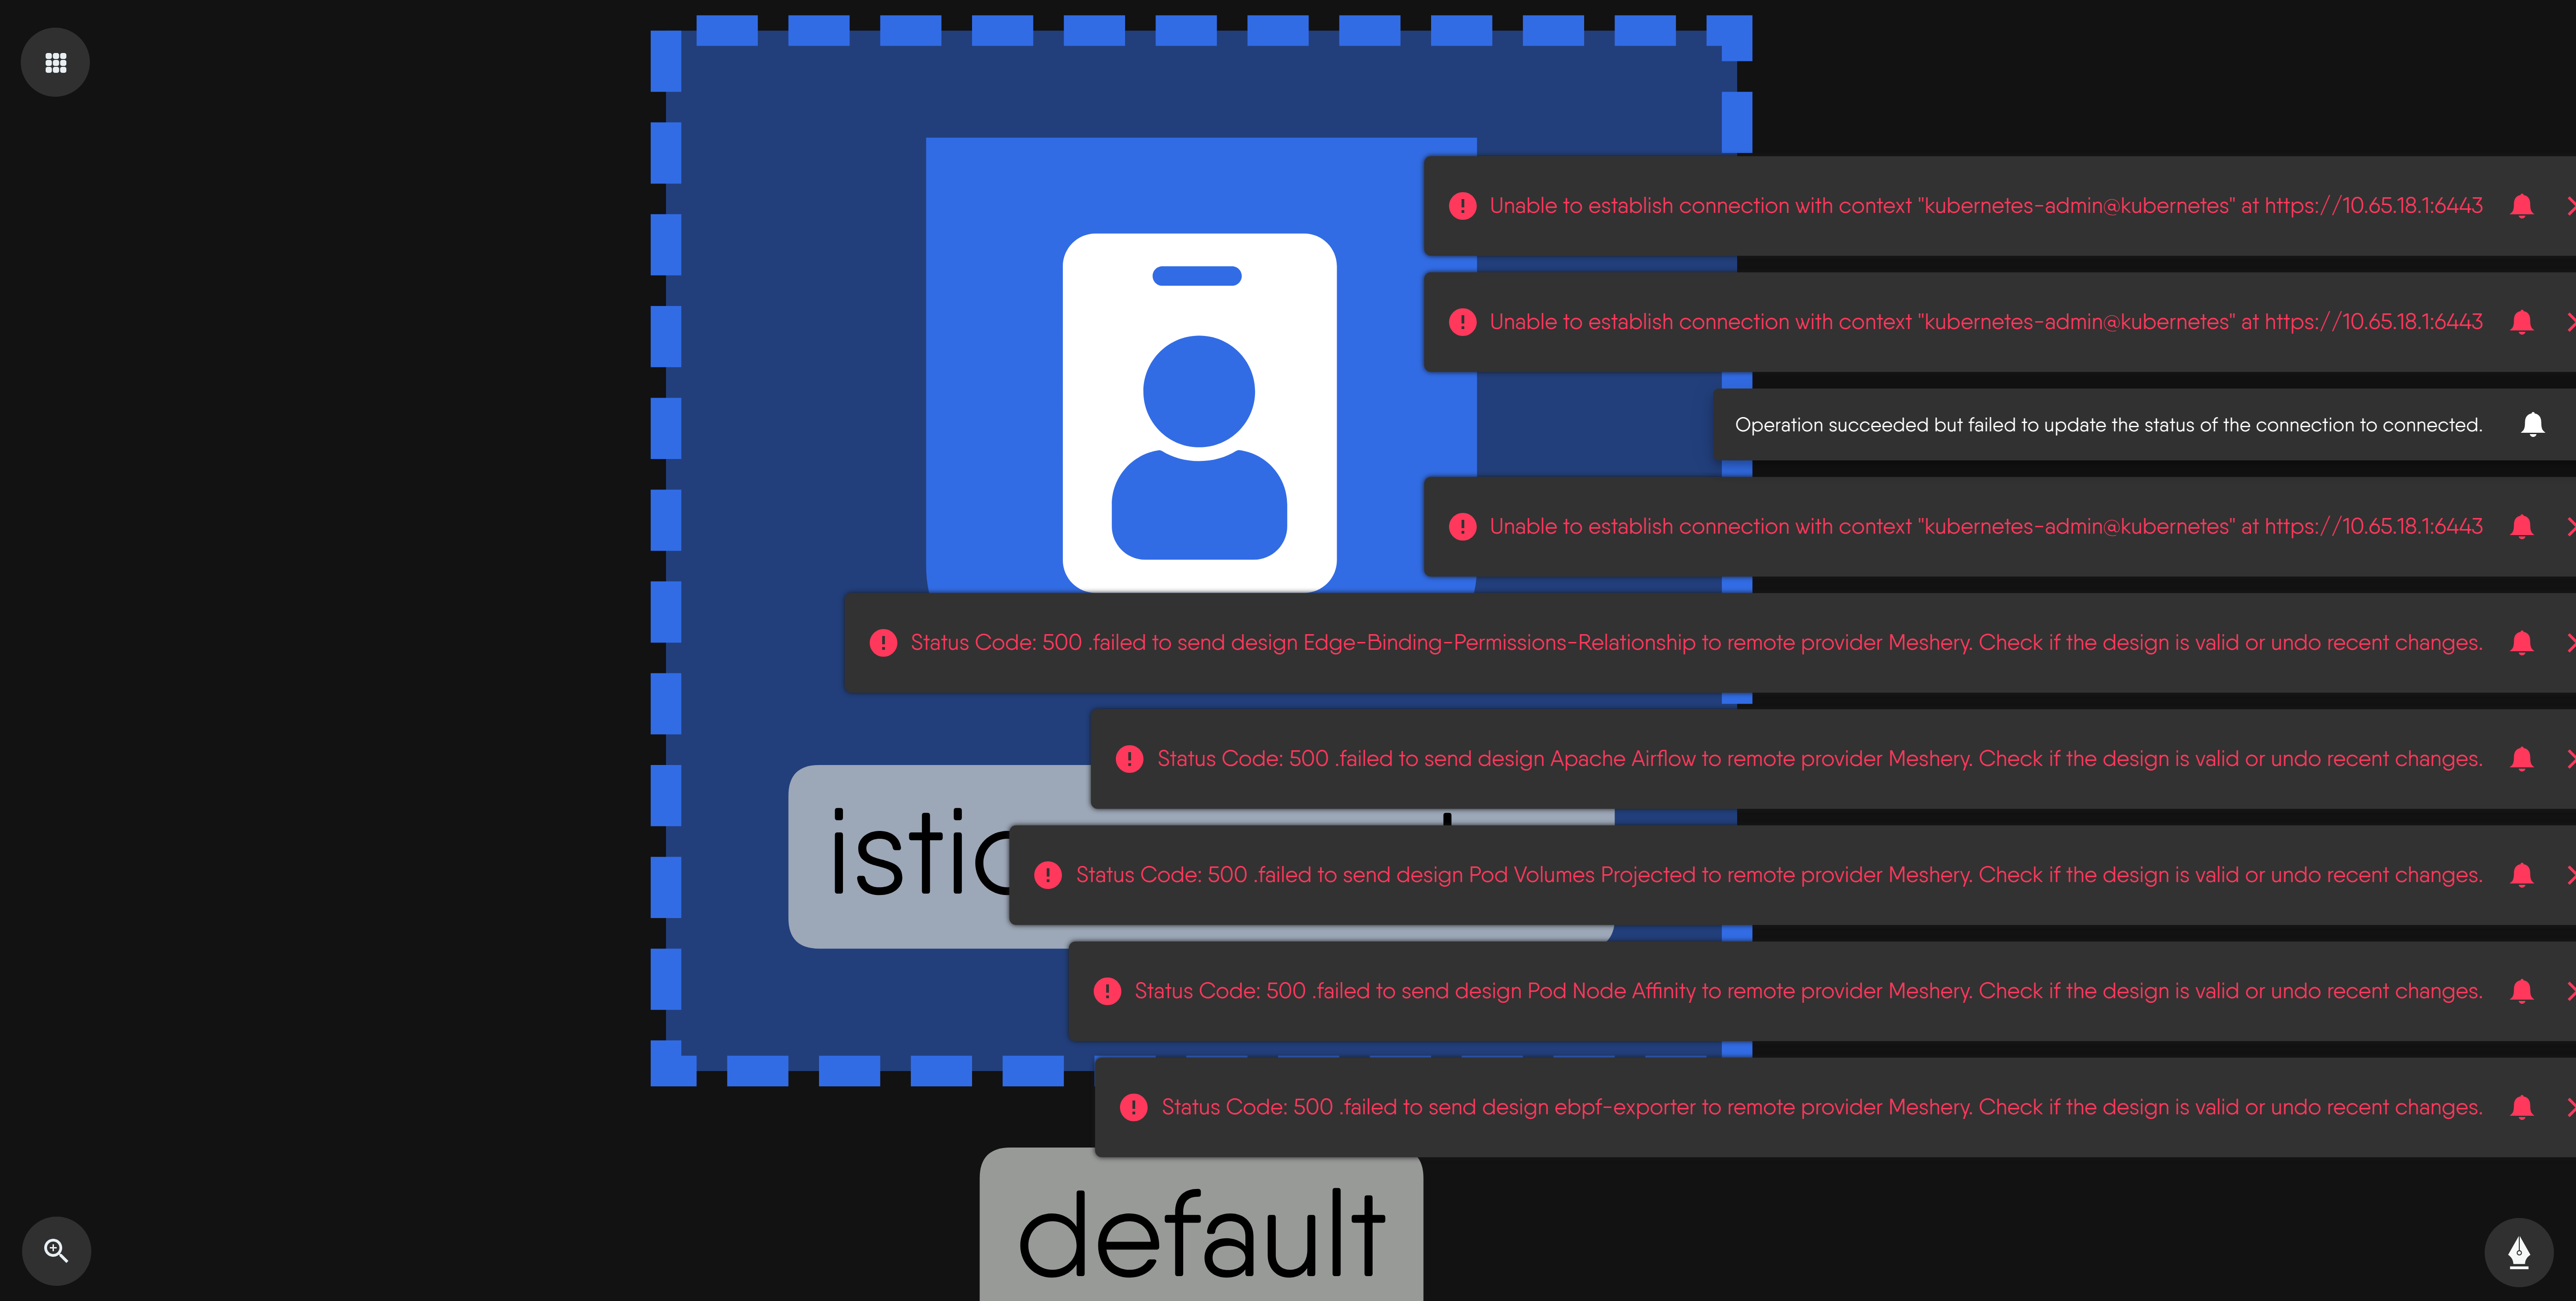 Unable to establish connection with context "kubernetes-admin@kubernetes" at https://10.65.18.1:6443
Unable to establish connection with context "kubernetes-admin@kubernetes" at https://10.65.18.1:6443
Operation succeeded but failed to update the status of the connection to connected.
Unable to establish connection with context "kubernetes-admin@kubernetes" at https://10.65.18.1:6443
Status Code: 500 .failed to send design Edge-Binding-Permissions-Relationship to remote provider Meshery. Check if the design is valid or undo recent changes.
Status Code: 500 .failed to send design Apache Airflow to remote provider Meshery. Check if the design is valid or undo recent changes.
Status Code: 500 .failed to send design Pod Volumes Projected to remote provider Meshery. Check if the design is valid or undo recent changes.
Status Code: 500 .failed to send design Pod Node Affinity to remote provider Meshery. Check if the design is valid or undo recent changes.
Status Code: 500 .failed to send design ebpf-exporter to remote provider Meshery. Check if the design is valid or undo recent changes.
default